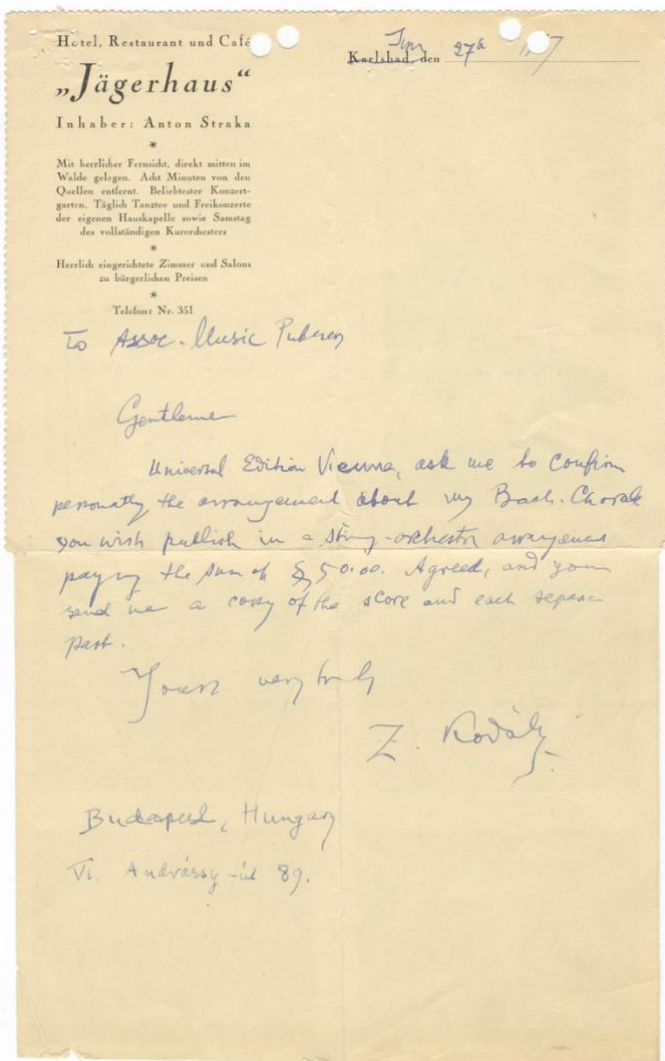 Hotel, Restaurant und Café
„Jägerhaus“
Inhaber: Anton Straka
*
Mit herrlicher Fernsicht, direkt mitten im
Walde gelegen. Acht Minuten von den
Quellen entfernt. Beliebtester Konzert-
garten. Täglich Tanztee und Freikonzerte
der eigenen Hauskapelle sowie Samstag
des vollständigen Kurorchesters
*
Herrlich eingerichtete Zimmer und Salons
zu bürgerlichen Preisen
*
Telefon: Nr. 351
Karlsbad, den 27th
To Assoc. Music
Gentlemen
Universal Edition Vienna, ask me to confirm
personally the arrangement about my Bach-Chorale
you wish publish in a string-orchestra arrangement
paying the sum of $ 50.00. Agreed, and you
send me a copy of the score and each separate
part.
Yours very truly
Z. Kodály
Budapest, Hungary
VI. Andrássy-út 89.